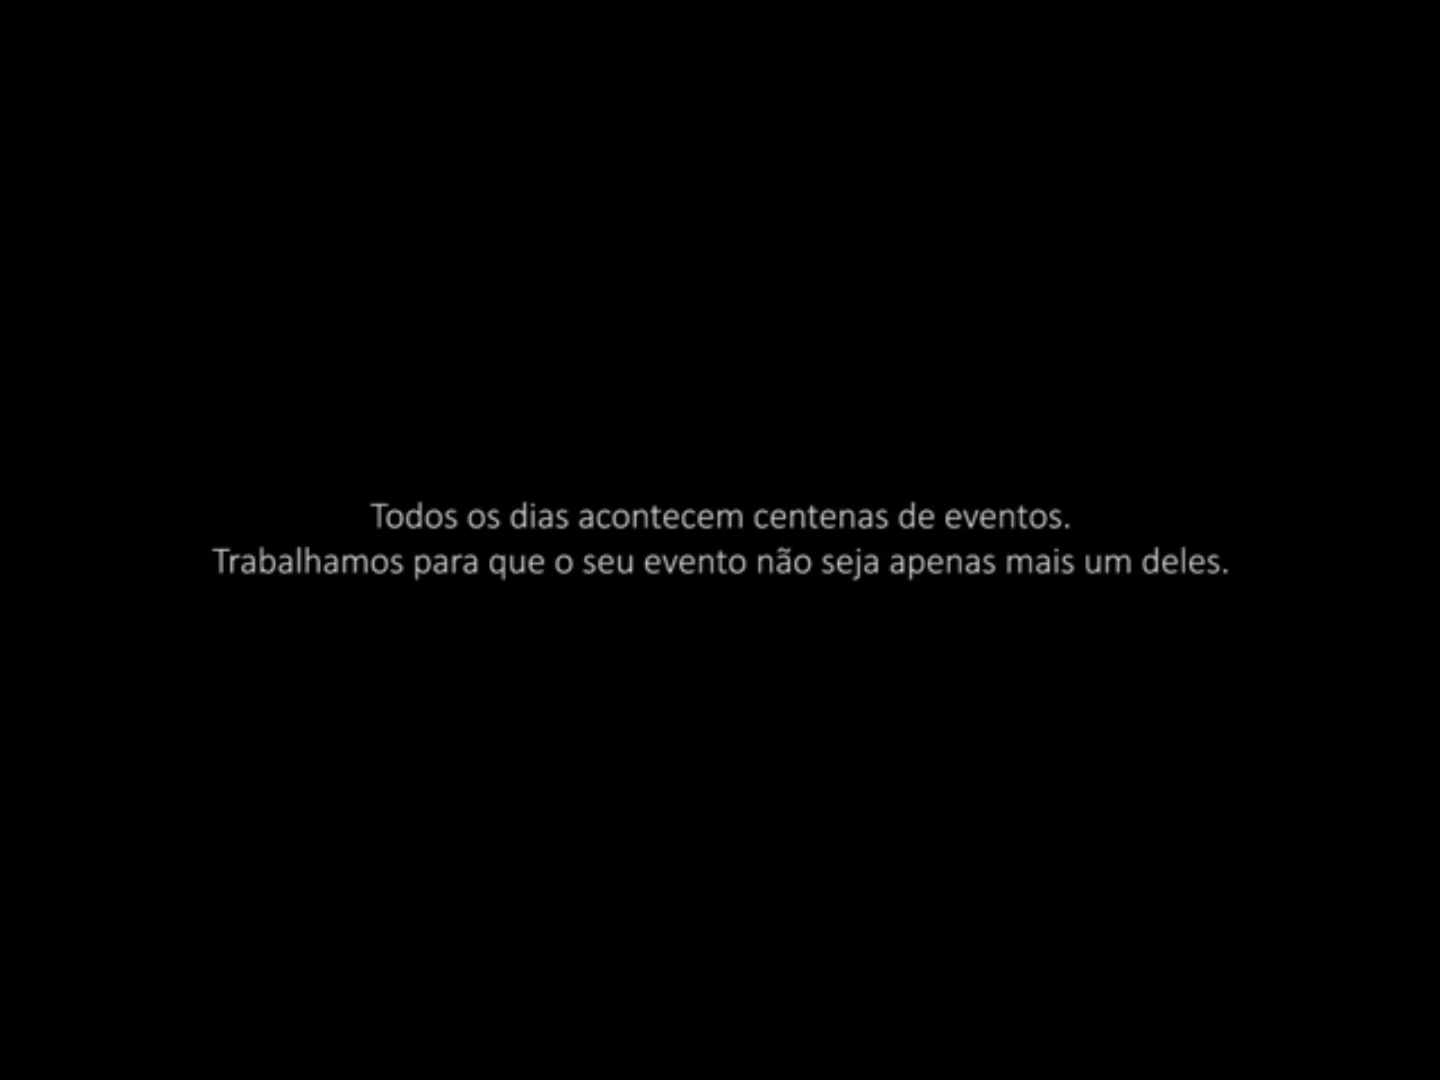 Todos os dias acontecem centenas de eventos.
Trabalhamos para que o seu evento não seja apenas mais um deles.